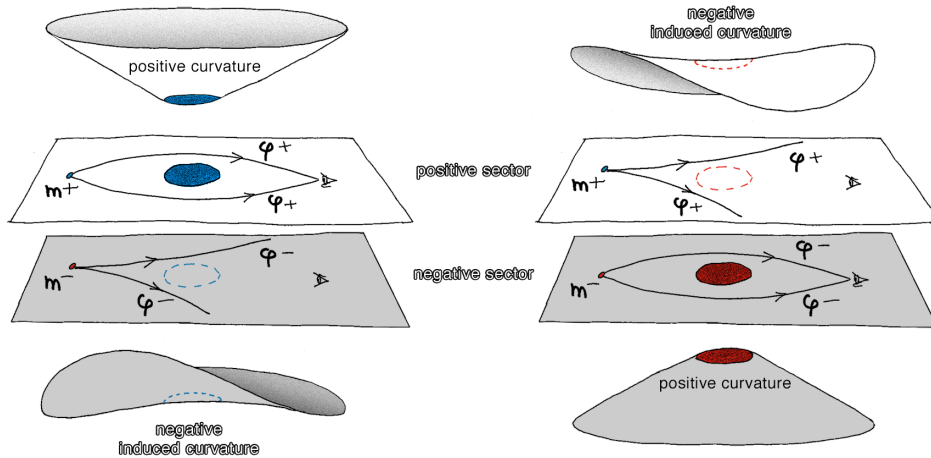 positive curvature
negative
induced curvature
m+
φ+
φ+
positive sector
m+
φ+
φ+
m-
φ-
φ-
negative sector
m-
φ-
φ-
negative
induced curvature
positive curvature